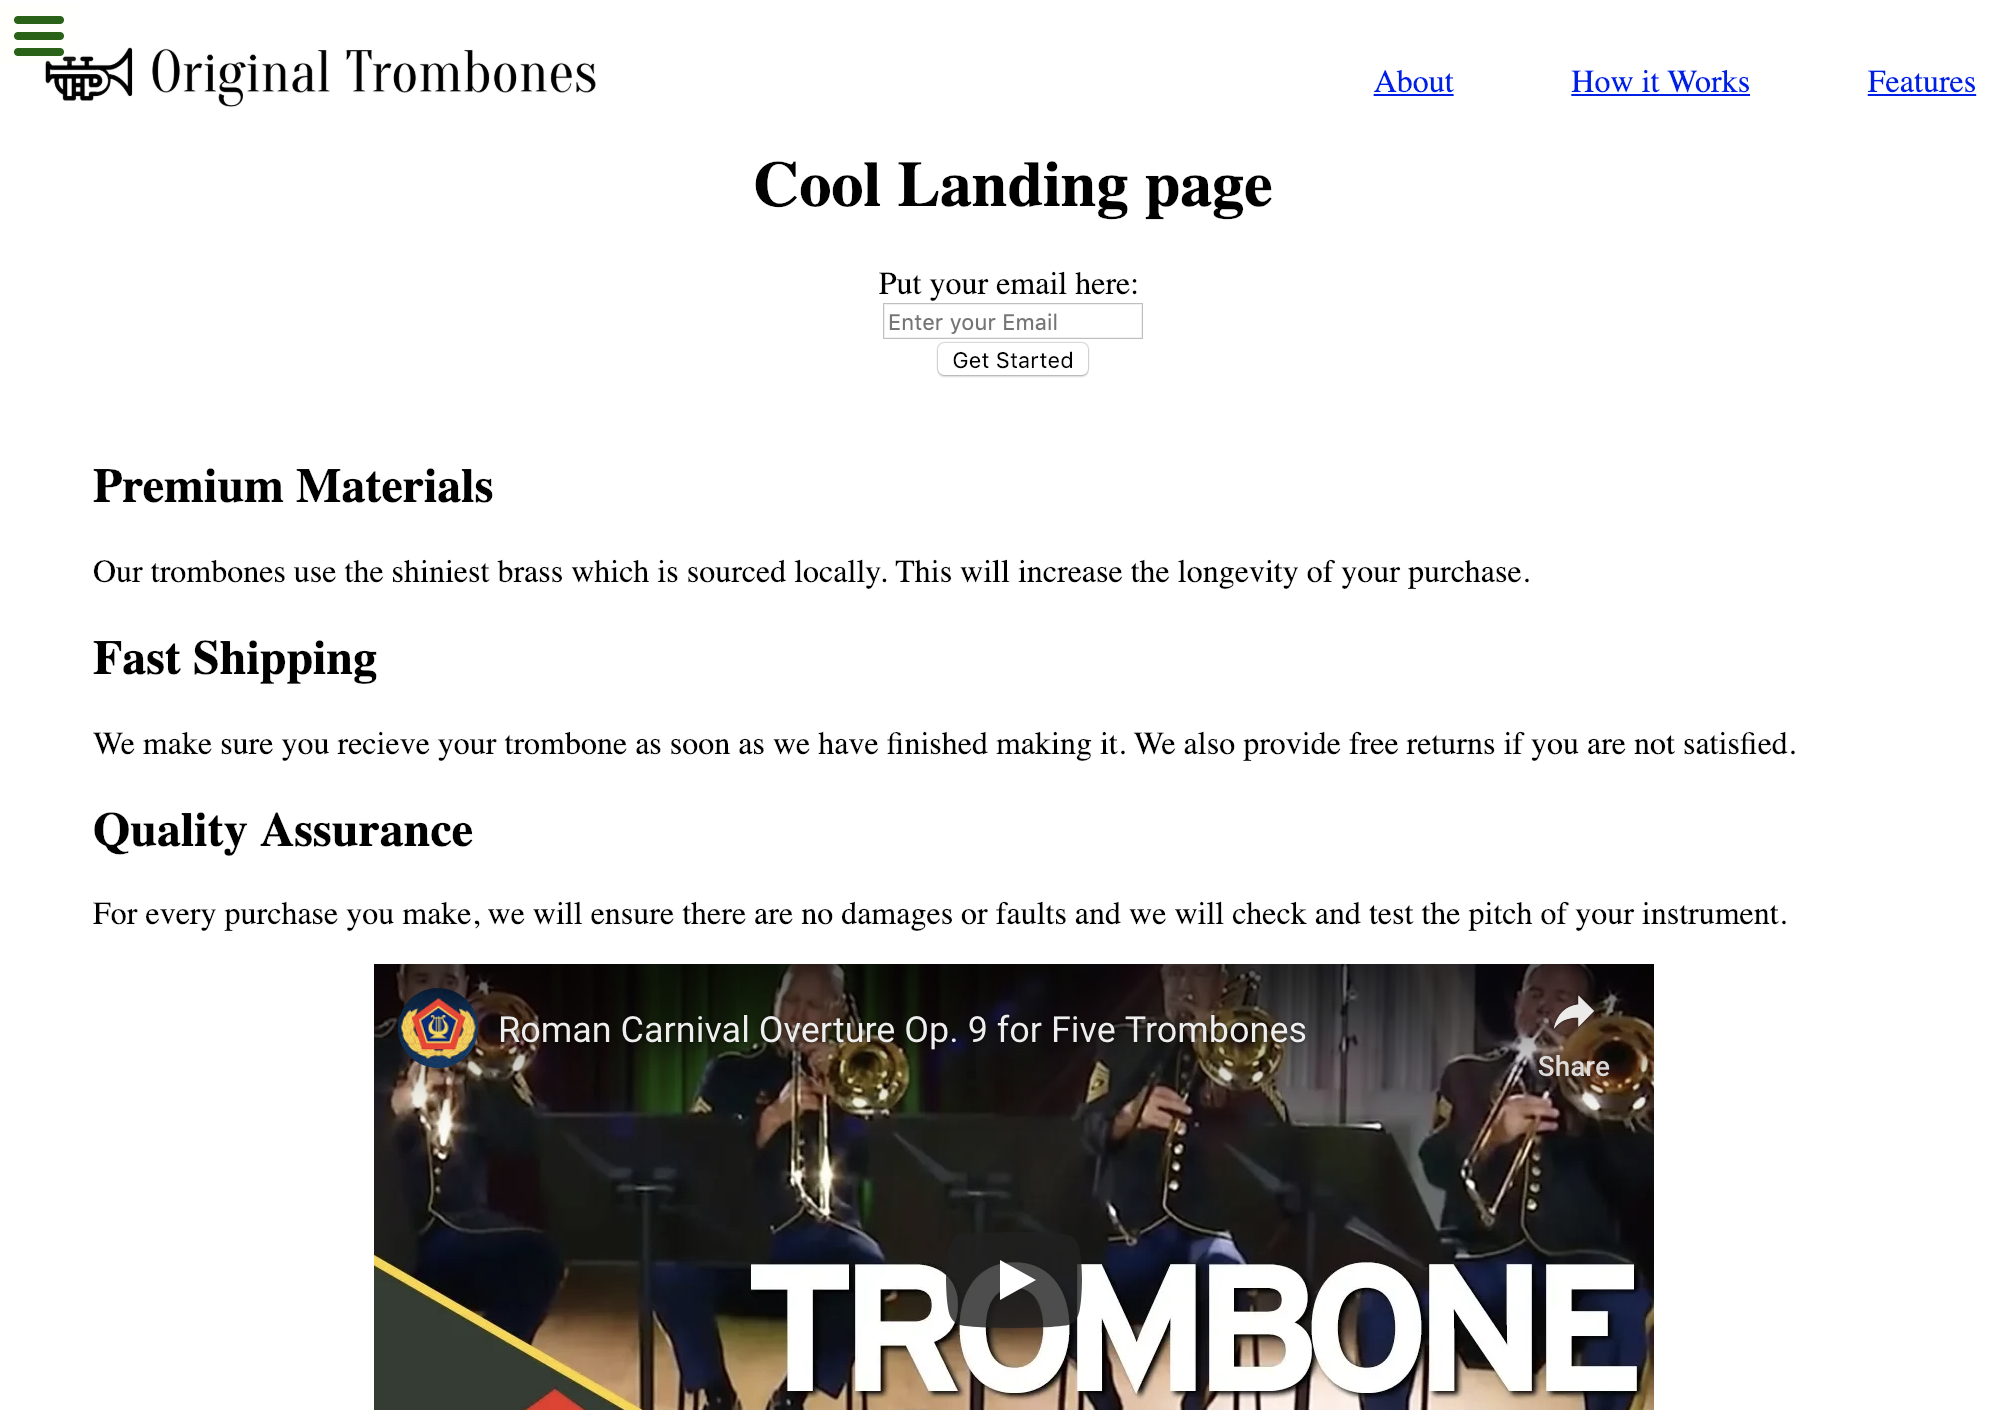 Original Trombones
About
How it Works
Features
Cool Landing page
Put your email here:
Enter your Email
Get Started
Premium Materials
Our trombones use the shiniest brass which is sourced locally. This will increase the longevity of your purchase.
Fast Shipping
We make sure you recieve your trombone as soon as we have finished making it. We also provide free returns if you are not satisfied.
Quality Assurance
For every purchase you make, we will ensure there are no damages or faults and we will check and test the pitch of your instrument.
Roman Carnival Overture Op. 9 for Five Trombones
Share
TROMBONE